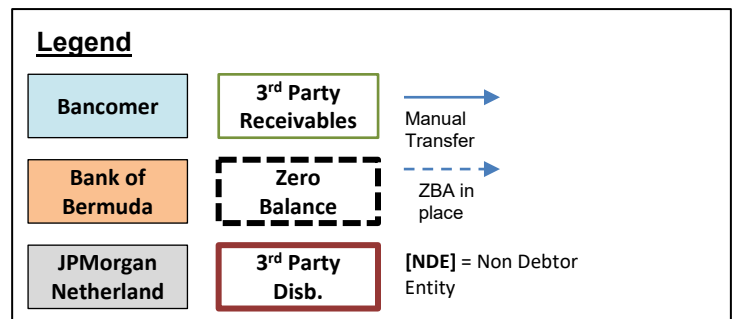 Legend
Bancomer
3rd Party
Receivables
Manual
Transfer
Bank of
Bermuda
Zero
Balance
ZBA in
place
JPMorgan
Netherland
3rd Party
Disb.
[NDE] = Non Debtor
Entity